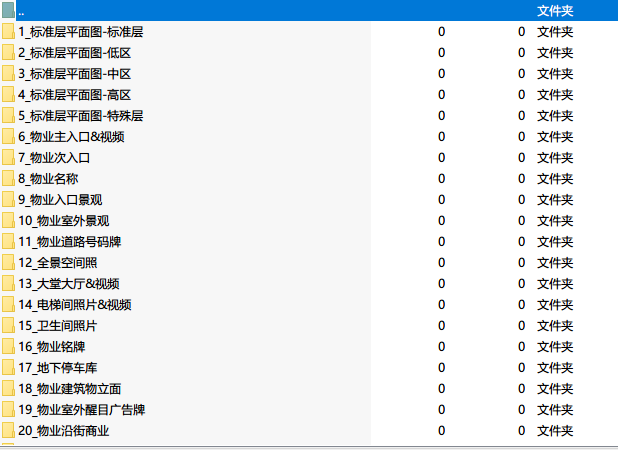 .. 文件夹
1_标准层平面图-标准层 0 0 文件夹
2_标准层平面图-低区 0 0 文件夹
3_标准层平面图-中区 0 0 文件夹
4_标准层平面图-高区 0 0 文件夹
5_标准层平面图-特殊层 0 0 文件夹
6_物业主入口&视频 0 0 文件夹
7_物业次入口 0 0 文件夹
8_物业名称 0 0 文件夹
9_物业入口景观 0 0 文件夹
10_物业室外景观 0 0 文件夹
11_物业道路号码牌 0 0 文件夹
12_全景空间照 0 0 文件夹
13_大堂大厅&视频 0 0 文件夹
14_电梯间照片&视频 0 0 文件夹
15_卫生间照片 0 0 文件夹
16_物业铭牌 0 0 文件夹
17_地下停车库 0 0 文件夹
18_物业建筑物立面 0 0 文件夹
19_物业室外醒目广告牌 0 0 文件夹
20_物业沿街商业 0 0 文件夹